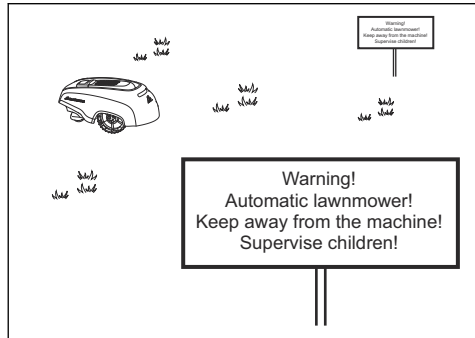 Warning!
Automatic lawnmower!
Keep away from the machine!
Supervise children!
Warning!
Automatic lawnmower!
Keep away from the machine!
Supervise children!